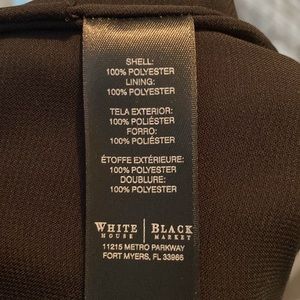 SHELL:
100% POLYESTER
LINING:
100% POLYESTER
TELA EXTERIOR:
100% POLIÉSTER
FORRO:
100% POLIÉSTER
ÉTOFFE EXTÉRIEURE:
100% POLYESTER
DOUBLURE:
100% POLYESTER
WHITE | BLACK
HOUSE | MARKET
11215 METRO PARKWAY
FORT MYERS, FL 33966